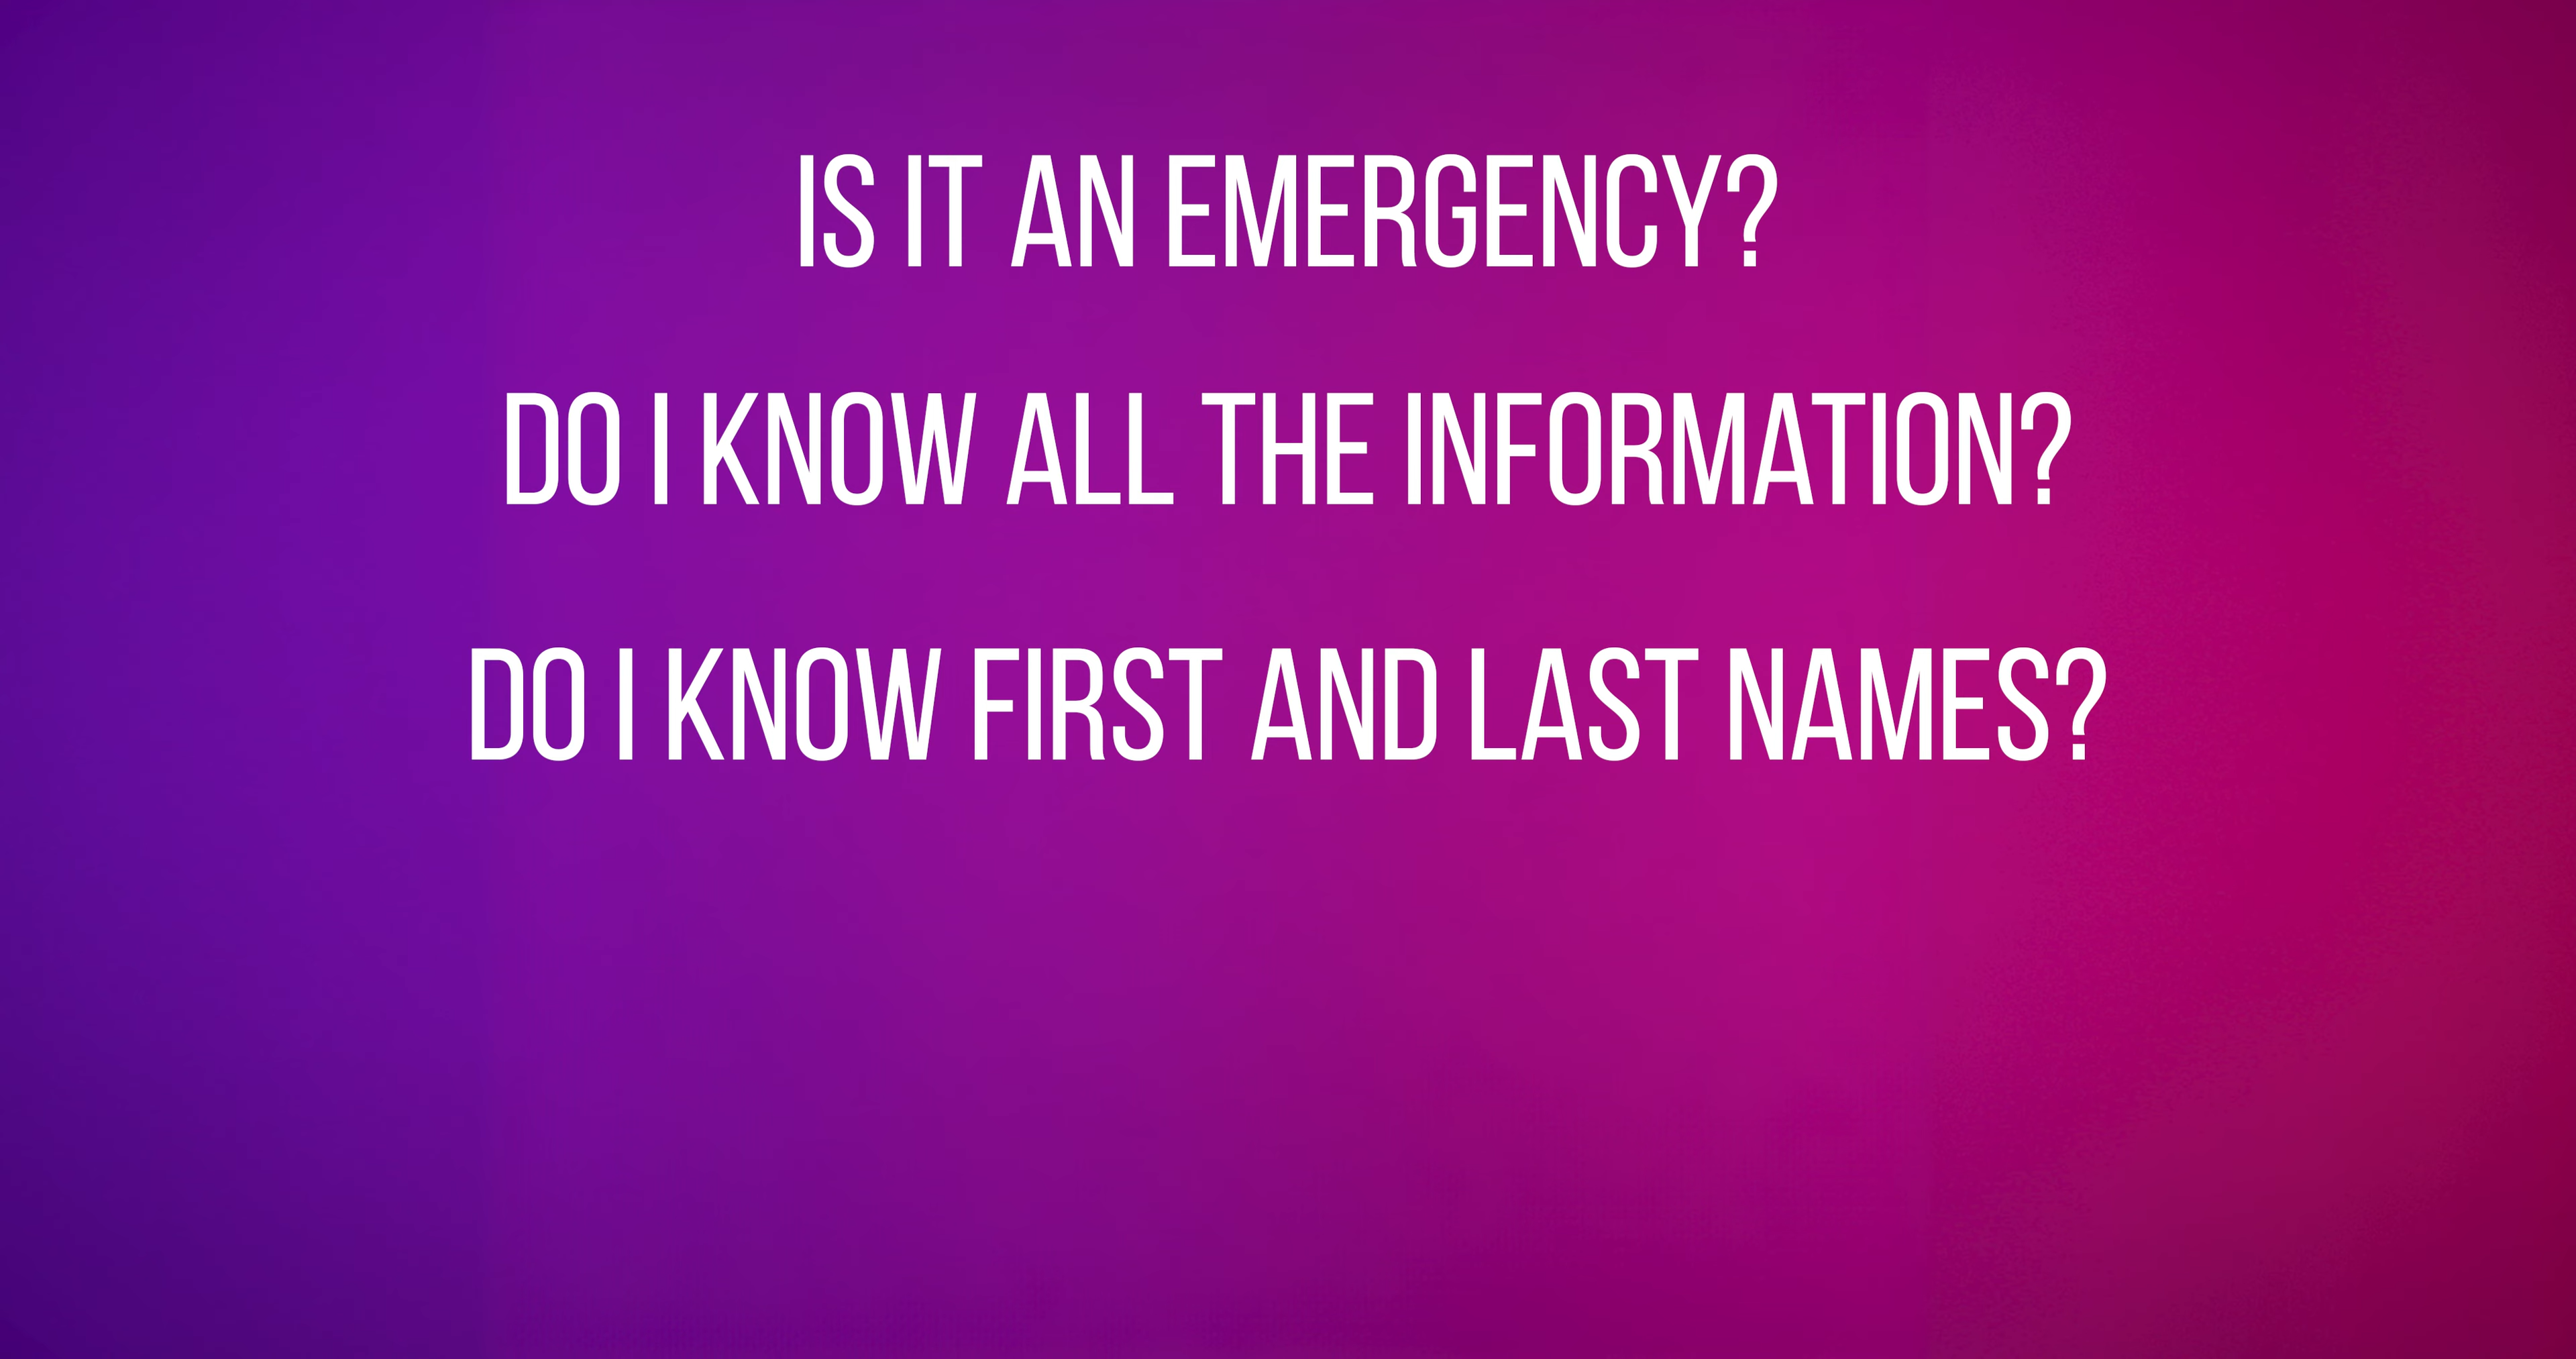 IS IT AN EMERGENCY?
DO I KNOW ALL THE INFORMATION?
DO I KNOW FIRST AND LAST NAMES?